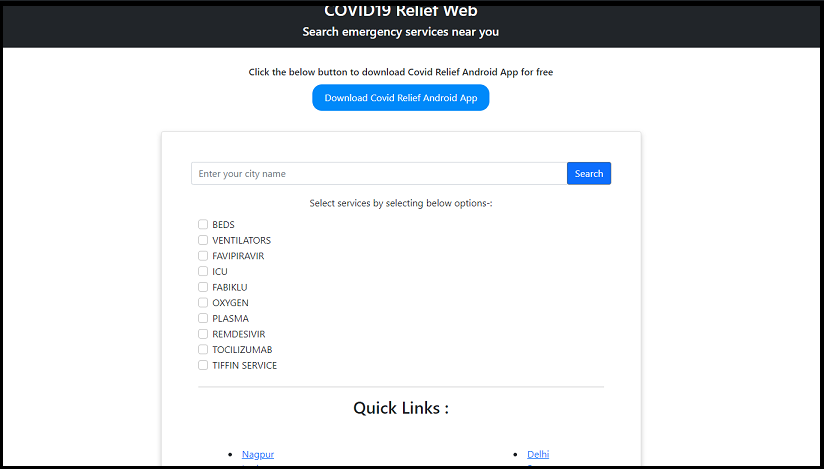 COVID19 Relief Web
Search emergency services near you
Click the below button to download Covid Relief Android App for free
Download Covid Relief Android App
Enter your city name
Search
Select services by selecting below options-:
BEDS
VENTILATORS
FAVIPIRAVIR
ICU
FABIKLU
OXYGEN
PLASMA
REMDESIVIR
TOCILIZUMAB
TIFFIN SERVICE
Quick Links :
Nagpur
Delhi